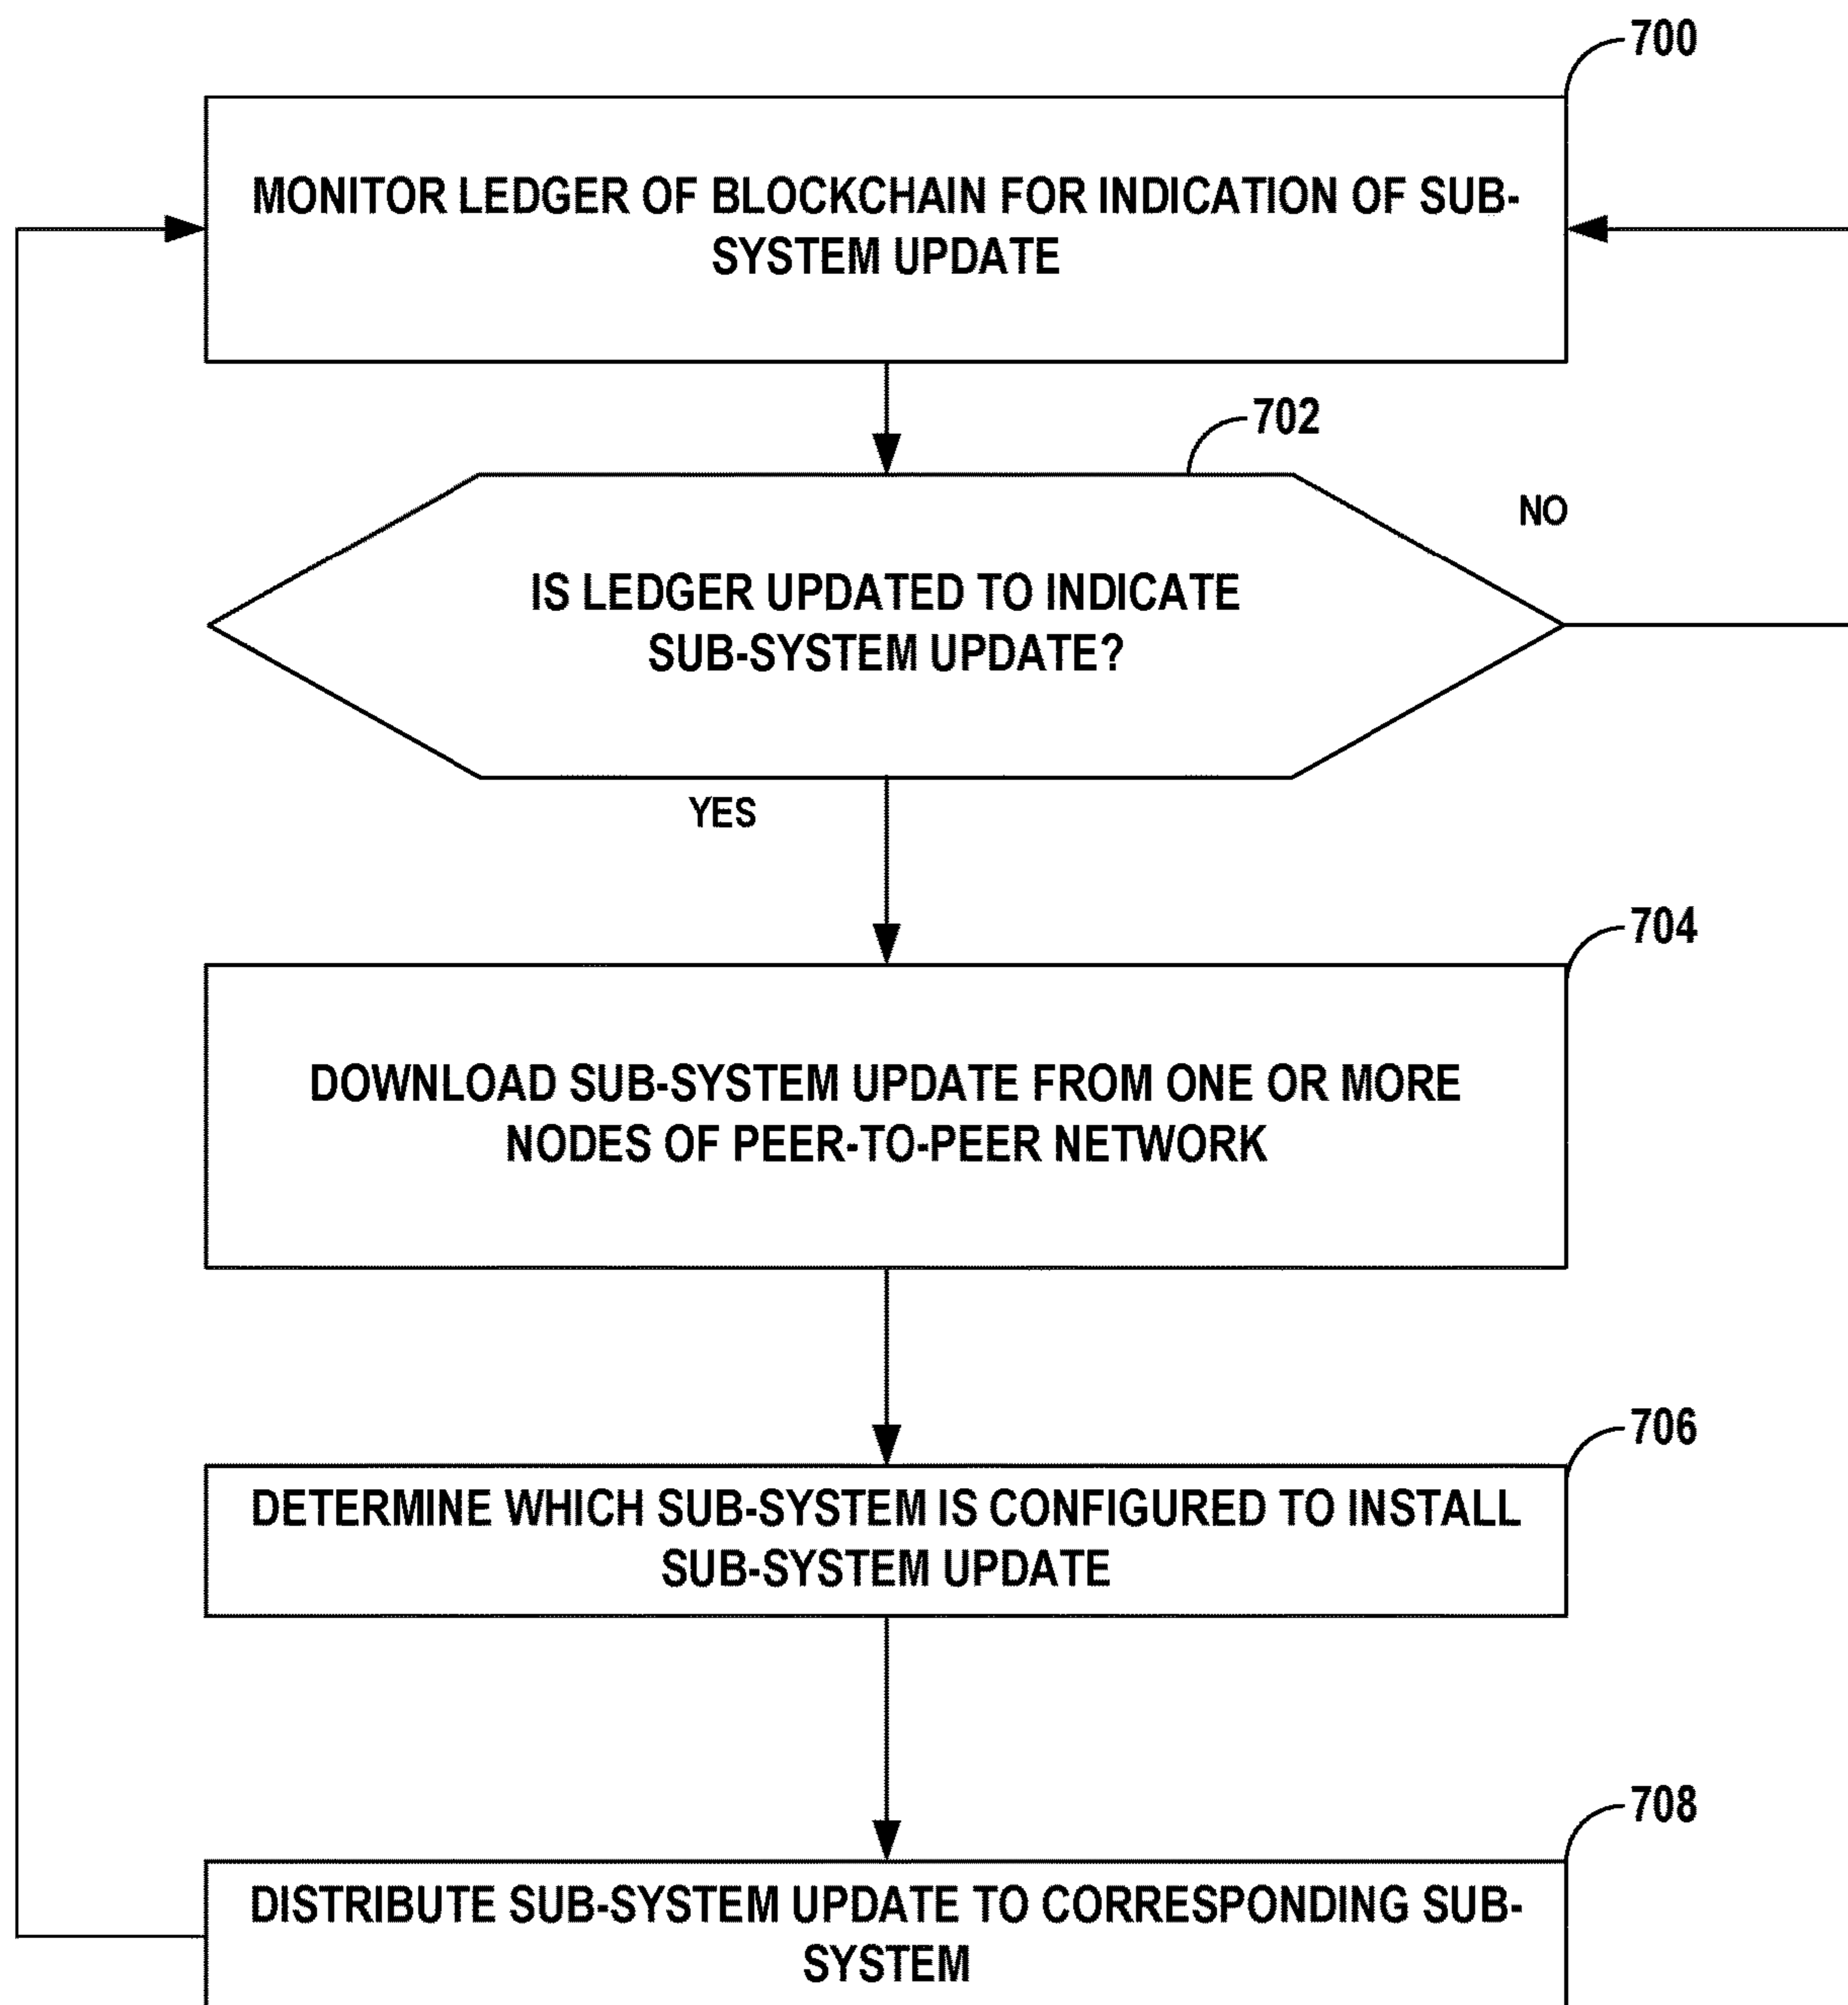 700
MONITOR LEDGER OF BLOCKCHAIN FOR INDICATION OF SUB-
SYSTEM UPDATE
702
NO
IS LEDGER UPDATED TO INDICATE
SUB-SYSTEM UPDATE?
YES
704
DOWNLOAD SUB-SYSTEM UPDATE FROM ONE OR MORE
NODES OF PEER-TO-PEER NETWORK
706
DETERMINE WHICH SUB-SYSTEM IS CONFIGURED TO INSTALL
SUB-SYSTEM UPDATE
708
DISTRIBUTE SUB-SYSTEM UPDATE TO CORRESPONDING SUB-
SYSTEM